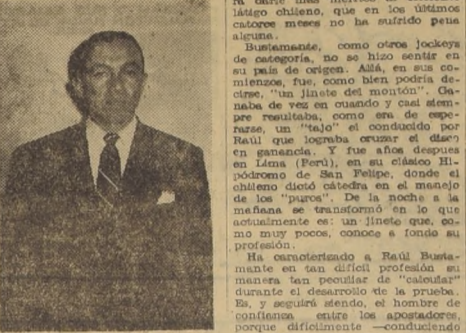 látigo chileno, que en los últimos
catorce meses no ha sufrido pena
alguna.
Bustamante, como otros jockeys
de categoría, no se hizo sentir en
su país de origen. Allá, en sus co-
mienzos, fue, como bien podría de-
cirse, "un jinete del montón". Ga-
naba de vez en cuando y casi siem-
pre resultaba, como era de espe-
rarse, un "tajo" el conducido por
Raúl que lograba cruzar el disco
en ganancia. Y fue años después
en Lima (Perú), en su clásico Hi-
pódromo de San Felipe, donde el
chileno dictó cátedra en el manejo
de los "puros". De la noche a la
mañana se transformó en lo que
actualmente es: un jinete que, co-
mo muy pocos, conoce a fondo su
profesión.
Ha caracterizado a Raúl Busta-
mante en tan difícil profesión su
manera tan peculiar de "calcular"
durante el desarrollo de la prueba.
Es, y seguirá siendo, el hombre de
confianza entre los apostadores,
porque difícilmente —conduciendo